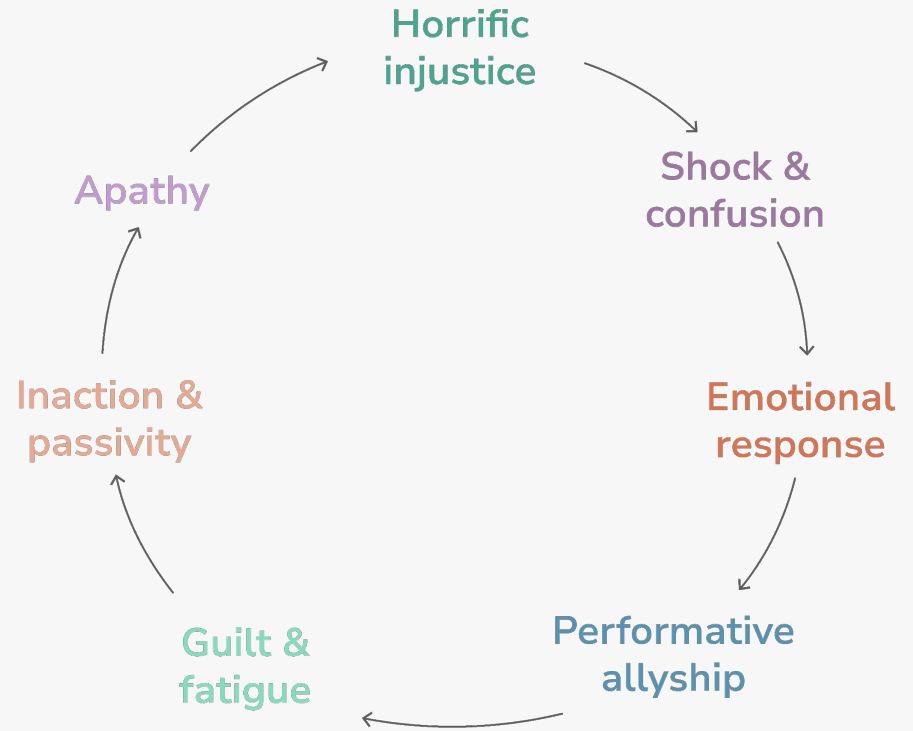 Horrific
injustice
Shock &
confusion
Emotional
response
Performative
allyship
Guilt &
fatigue
Inaction &
passivity
Apathy